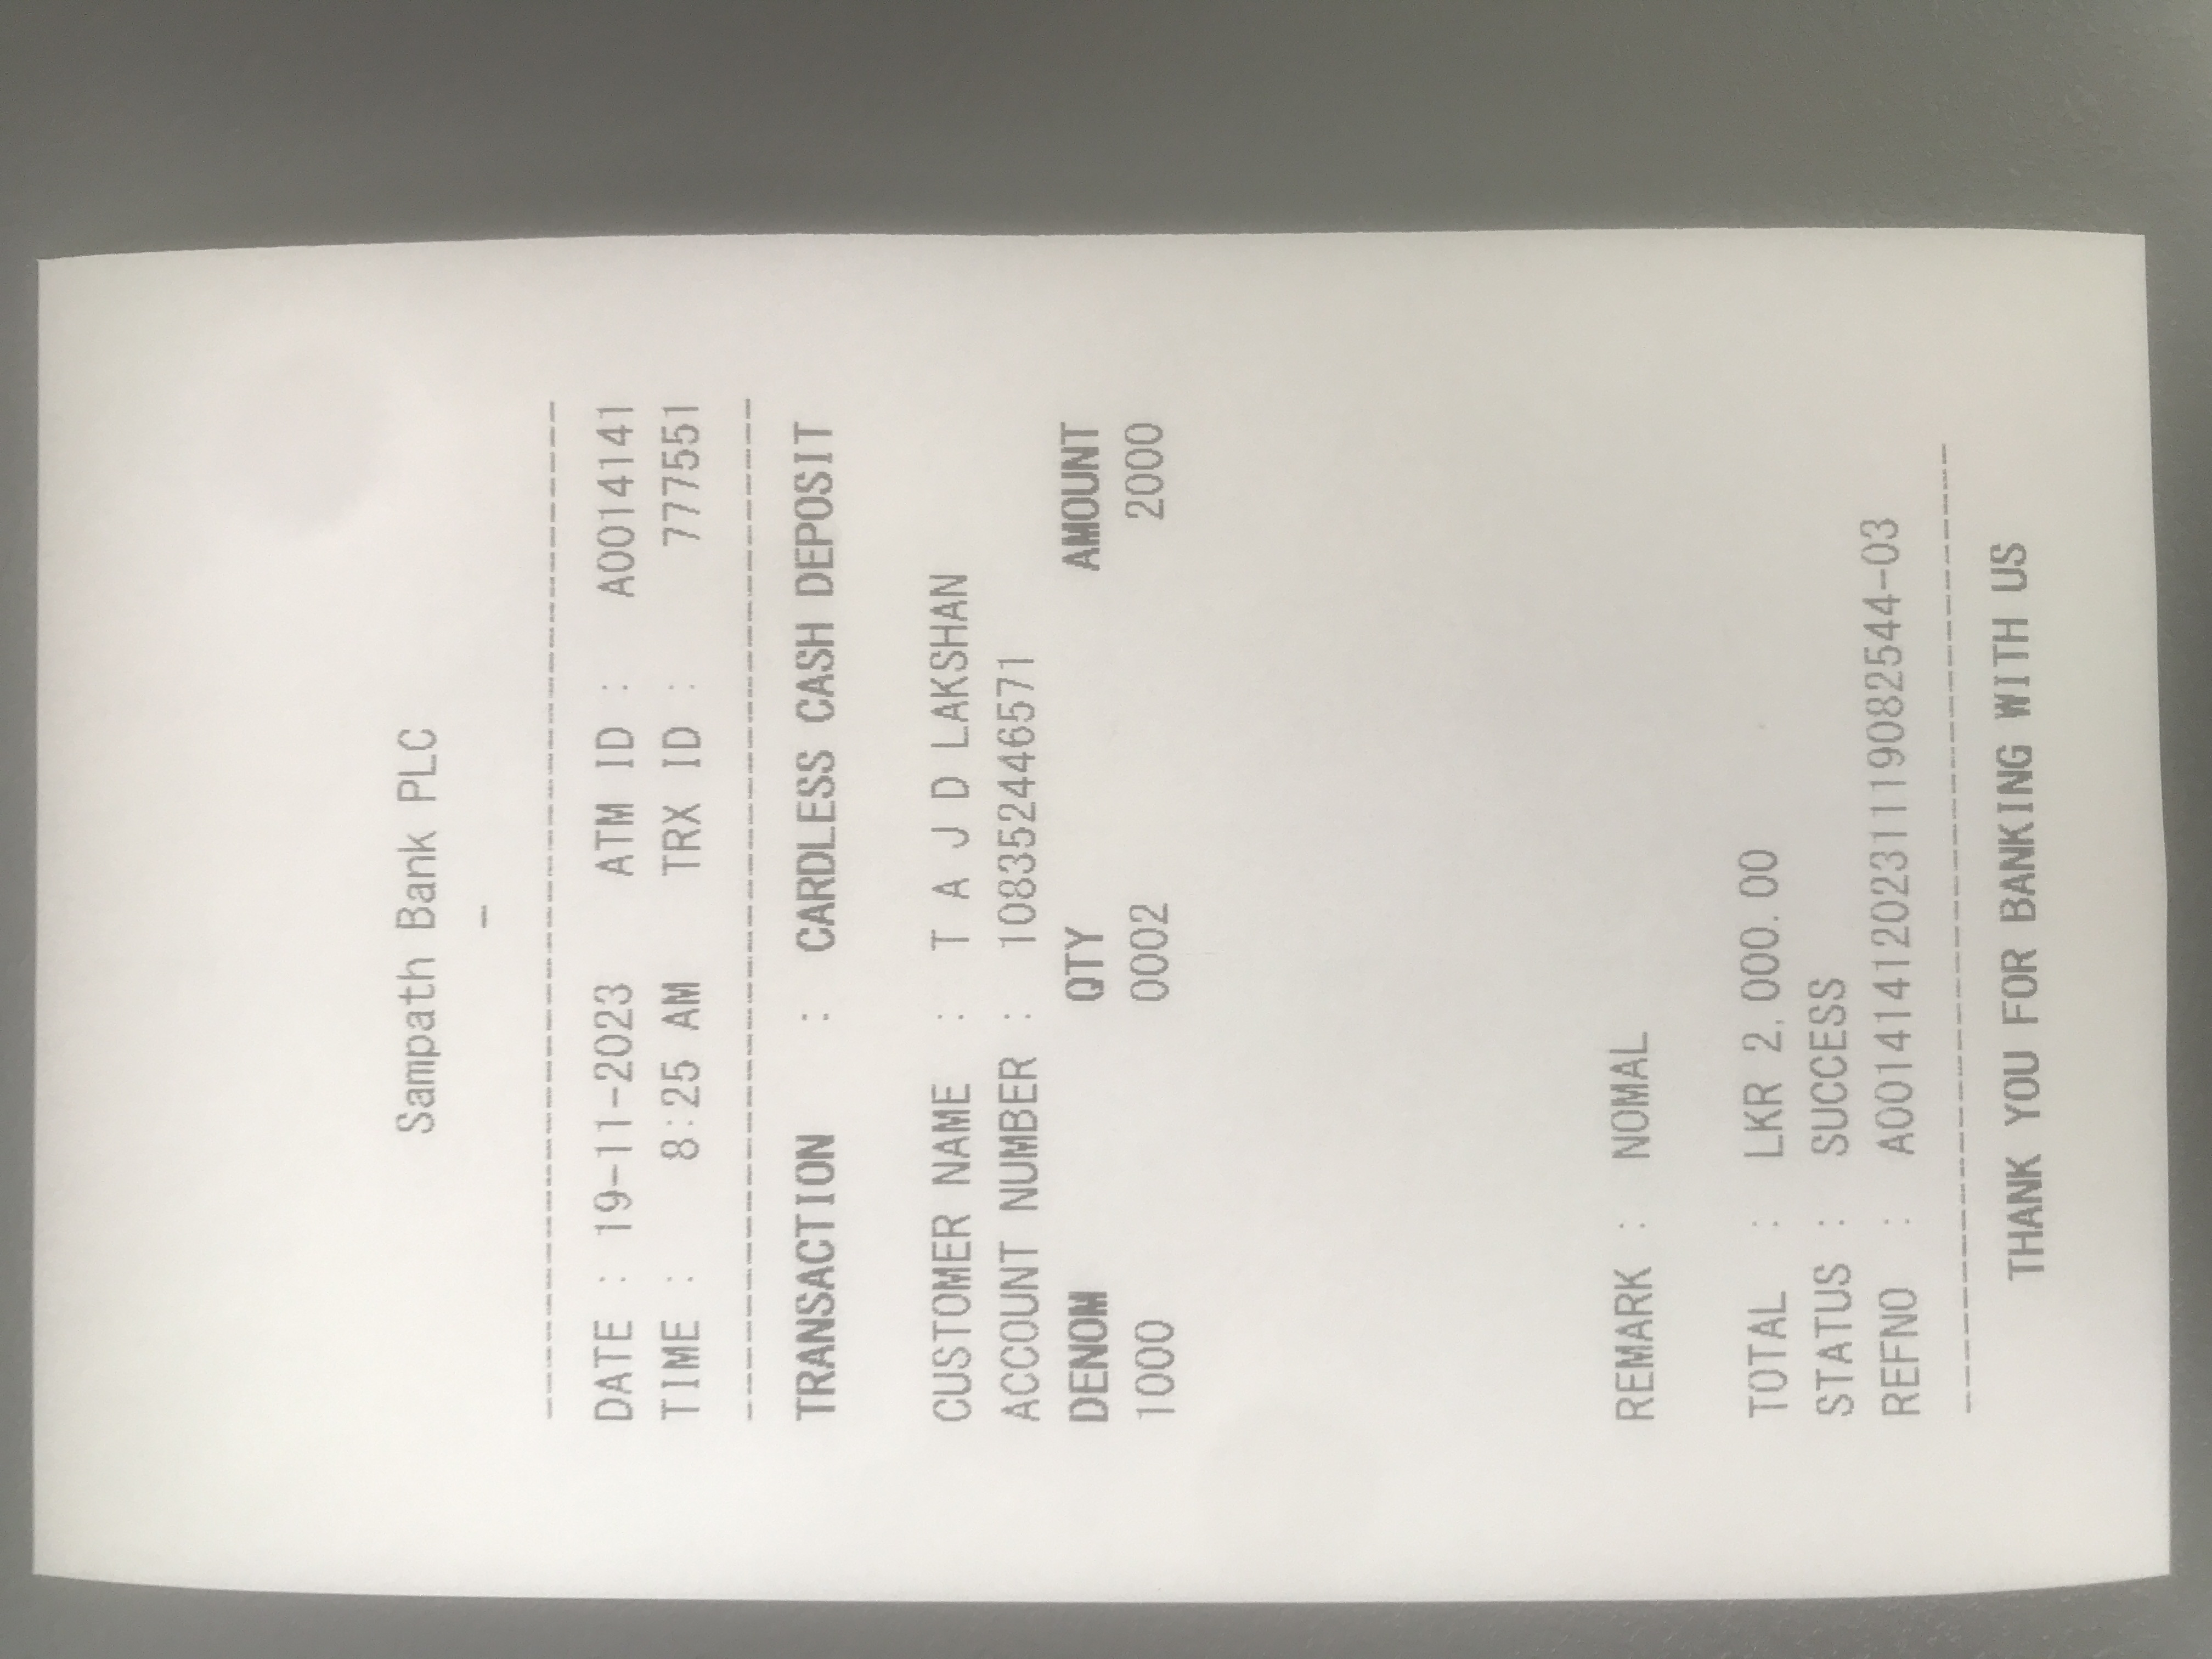 Sampath Bank PLC
-
--------------------------------------------
DATE : 19-11-2023 ATM ID : A0014141
TIME : 8:25 AM TRX ID : 777551
--------------------------------------------
TRANSACTION : CARDLESS CASH DEPOSIT
CUSTOMER NAME : T A J D LAKSHAN
ACCOUNT NUMBER : 108352446571
DENOM QTY AMOUNT
1000 0002 2000
REMARK : NOMAL
TOTAL : LKR 2,000.00
STATUS : SUCCESS
REFNO : A001414120231119082544-03
--------------------------------------------
THANK YOU FOR BANKING WITH US